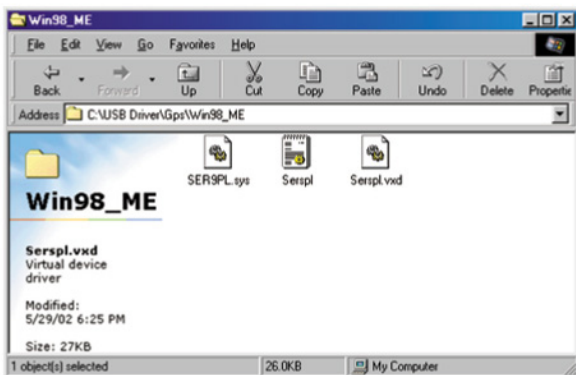 Win98_ME
File Edit View Go Favorites Help
Back Forward Up Cut Copy Paste Undo Delete Propertie
Address C:\USB Driver\Gps\Win98_ME
SER9PL.sys Serspl Serspl.vxd
Win98_ME
Serspl.vxd
Virtual device
driver
Modified:
5/29/02 6:25 PM
Size: 27KB
1 object(s) selected 26.0KB My Computer